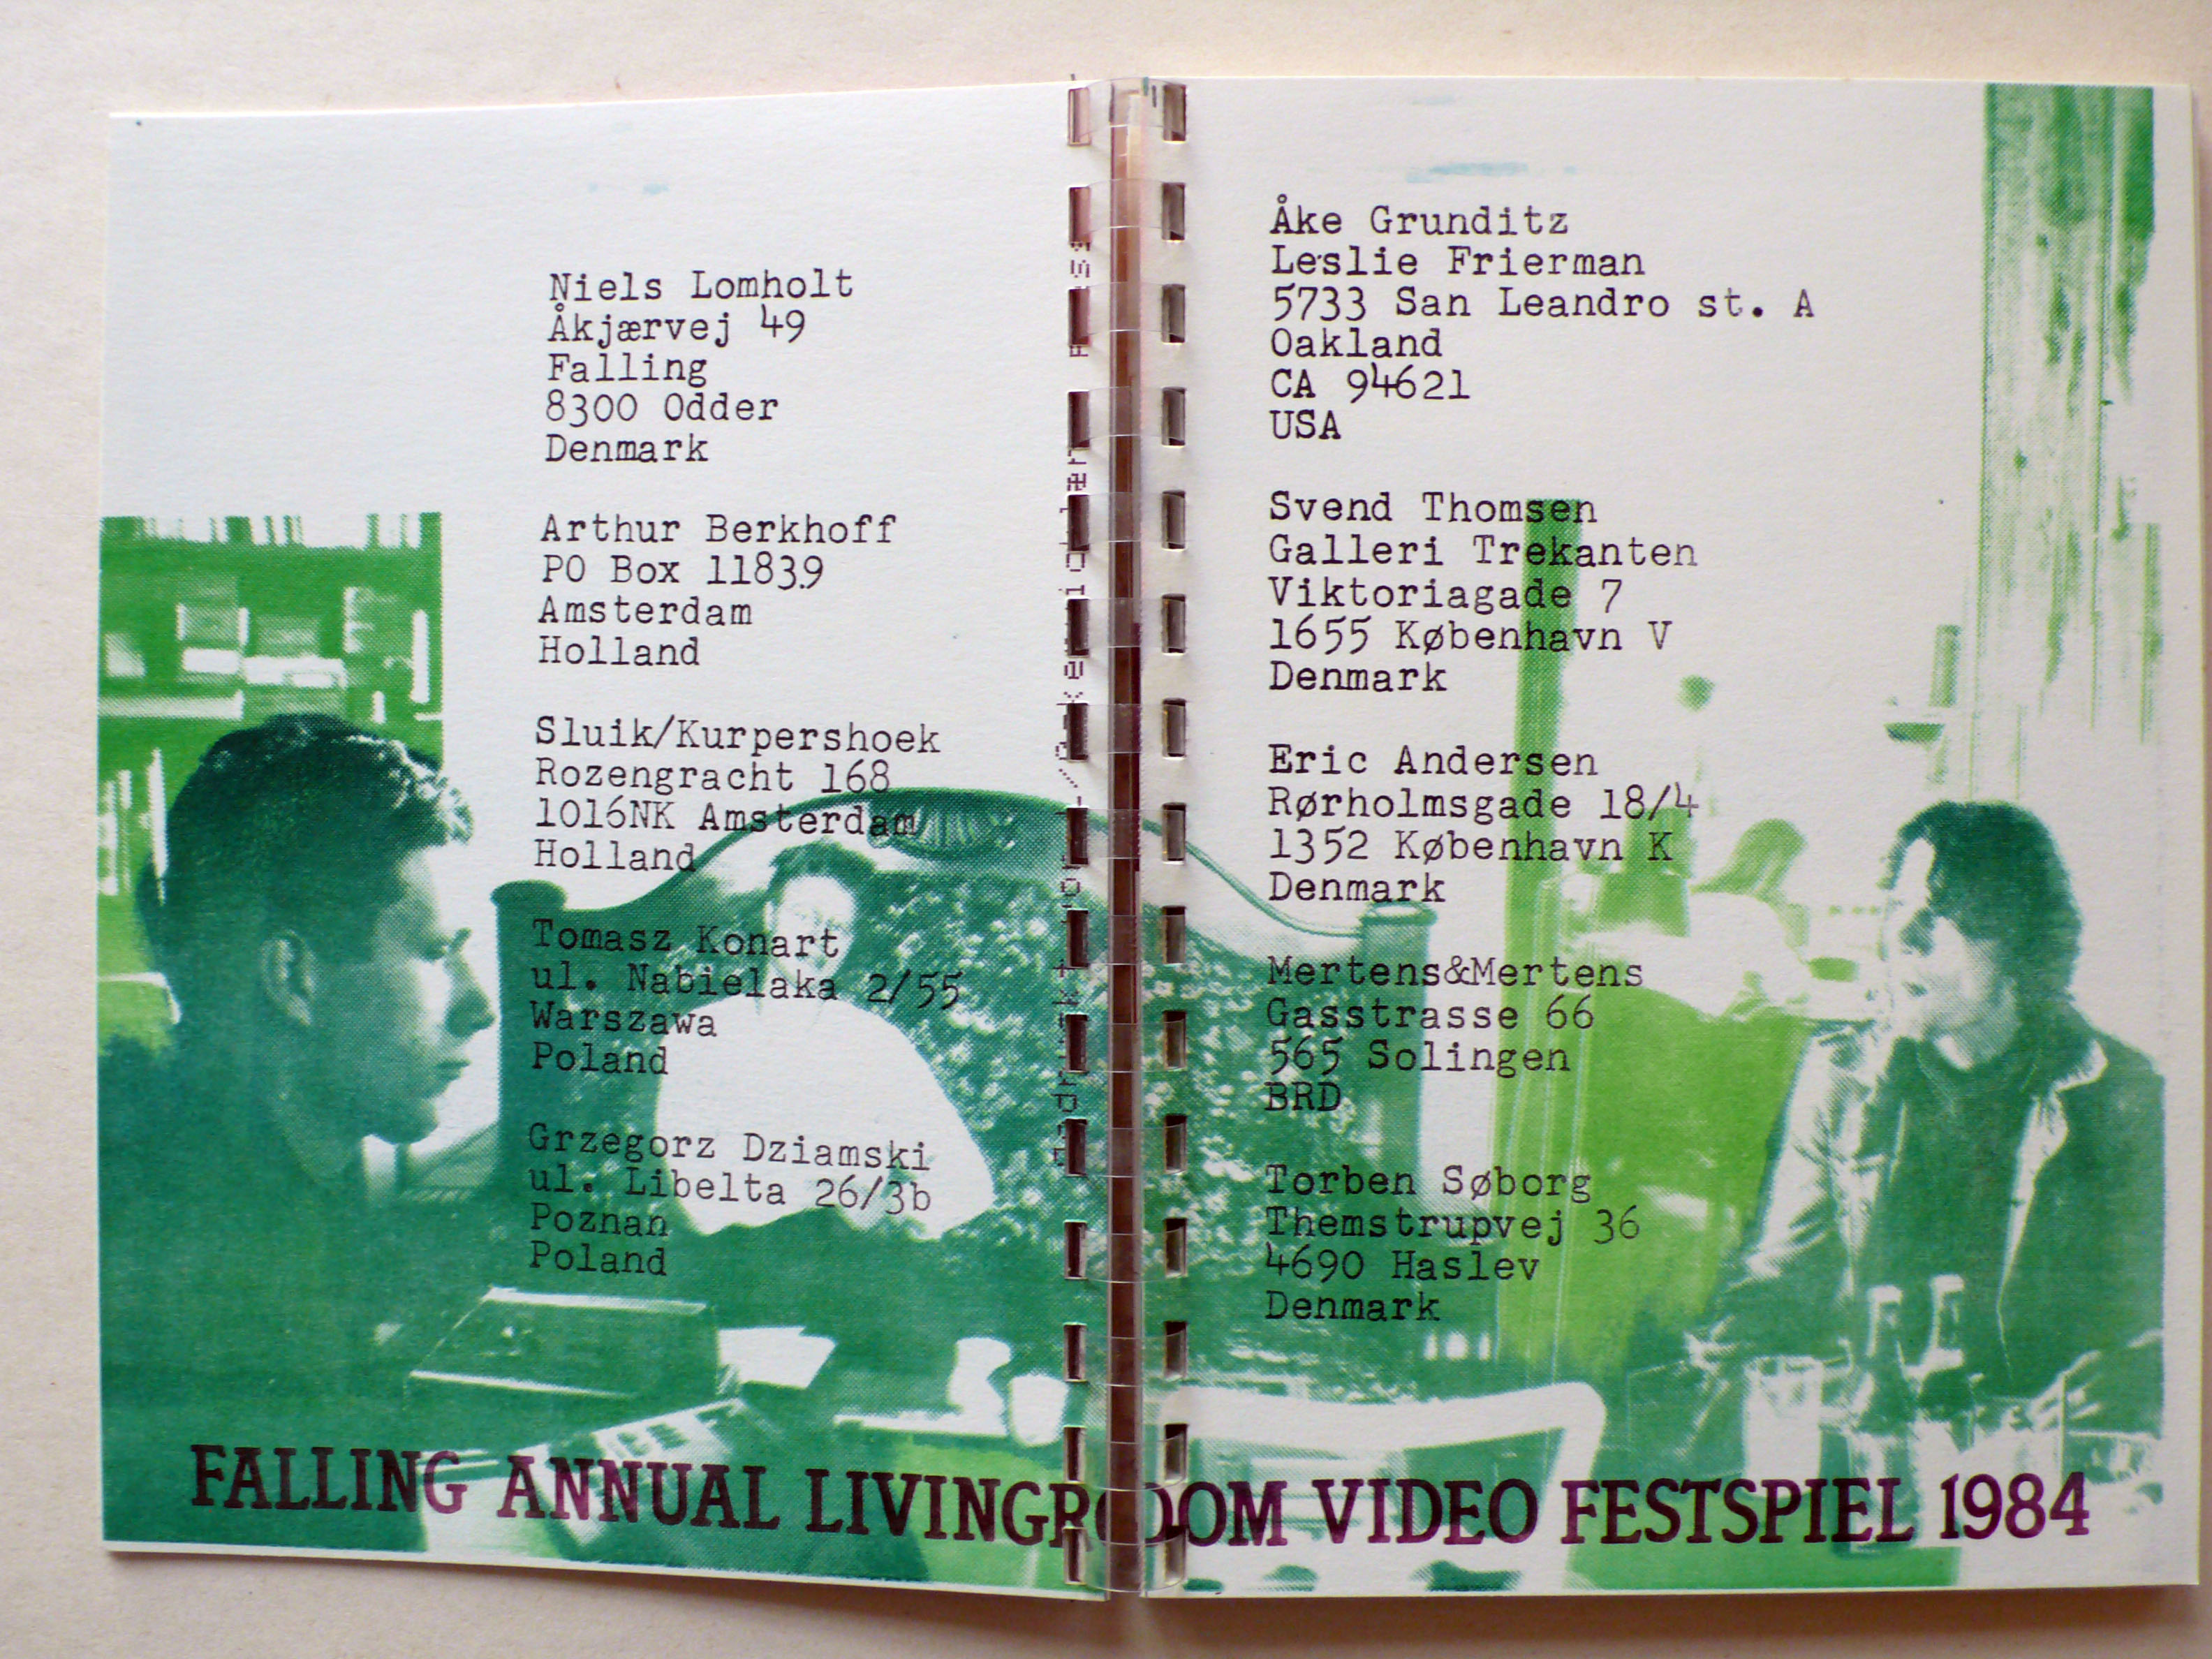 Niels Lomholt
Åkjærvej 49
Falling
8300 Odder
Denmark
Arthur Berkhoff
PO Box 11839
Amsterdam
Holland
Sluik/Kurpershoek
Rozengracht 168
1016NK Amsterdam
Holland
Tomasz Konart
ul. Nabielaka 2/55
Warszawa
Poland
Grzegorz Dziamski
ul. Libelta 26/3b
Poznan
Poland
Åke Grunditz
Leslie Frierman
5733 San Leandro st. A
Oakland
CA 94621
USA
Svend Thomsen
Galleri Trekanten
Viktoriagade 7
1655 København V
Denmark
Eric Andersen
Rørholmsgade 18/4
1352 København K
Denmark
Mertens&Mertens
Gasstrasse 66
565 Solingen
BRD
Torben Søborg
Themstrupvej 36
4690 Haslev
Denmark
FALLING ANNUAL LIVINGROOM VIDEO FESTSPIEL 1984